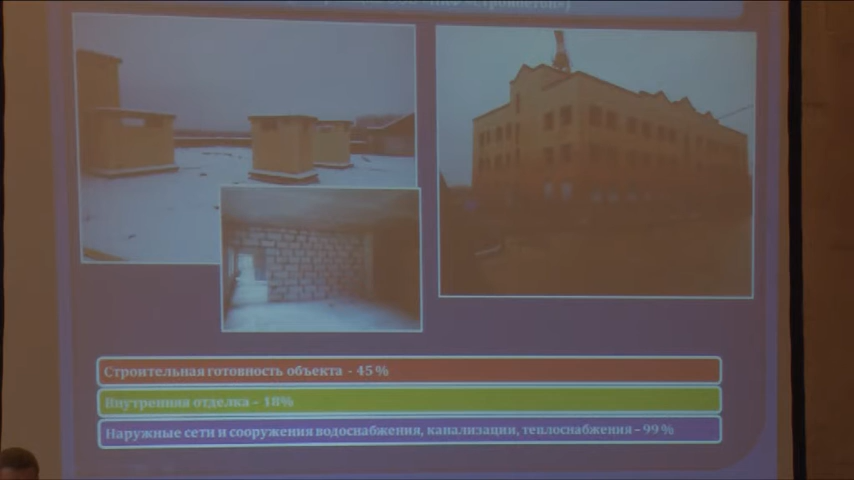 Строительная готовность объекта - 45 %
Внутренняя отделка – 18%
Наружные сети и сооружения водоснабжения, канализации, теплоснабжения – 99 %